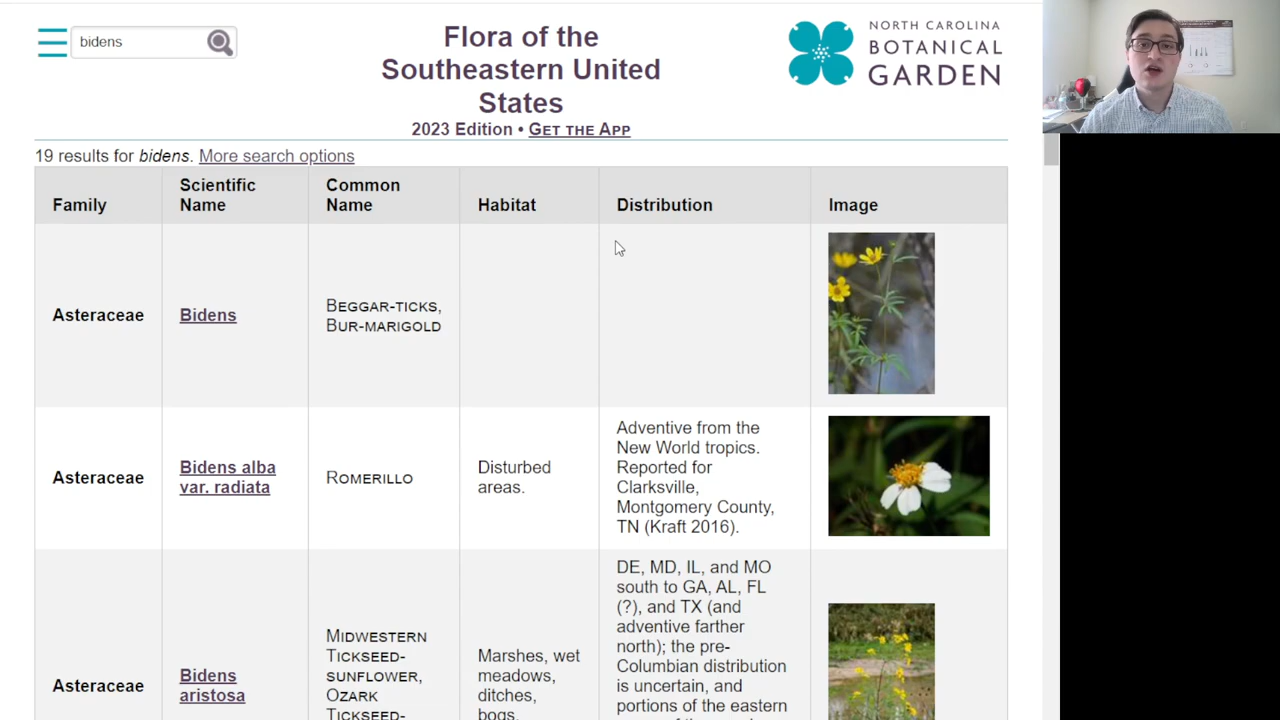 bidens
Flora of the
Southeastern United
States
2023 Edition • GET THE APP
NORTH CAROLINA
BOTANICAL
GARDEN
19 results for bidens. More search options
Family
Scientific
Name
Common
Name
Habitat
Distribution
Image
Asteraceae
Bidens
BEGGAR-TICKS,
BUR-MARIGOLD
Asteraceae
Bidens alba
var. radiata
ROMERILLO
Disturbed
areas.
Adventive from the
New World tropics.
Reported for
Clarksville,
Montgomery County,
TN (Kraft 2016).
Asteraceae
Bidens
aristosa
MIDWESTERN
TICKSEED-
SUNFLOWER,
OZARK
TICKSEED-
Marshes, wet
meadows,
ditches,
bogs.
DE, MD, IL, and MO
south to GA, AL, FL
(?), and TX (and
adventive farther
north); the pre-
Columbian distribution
is uncertain, and
portions of the eastern